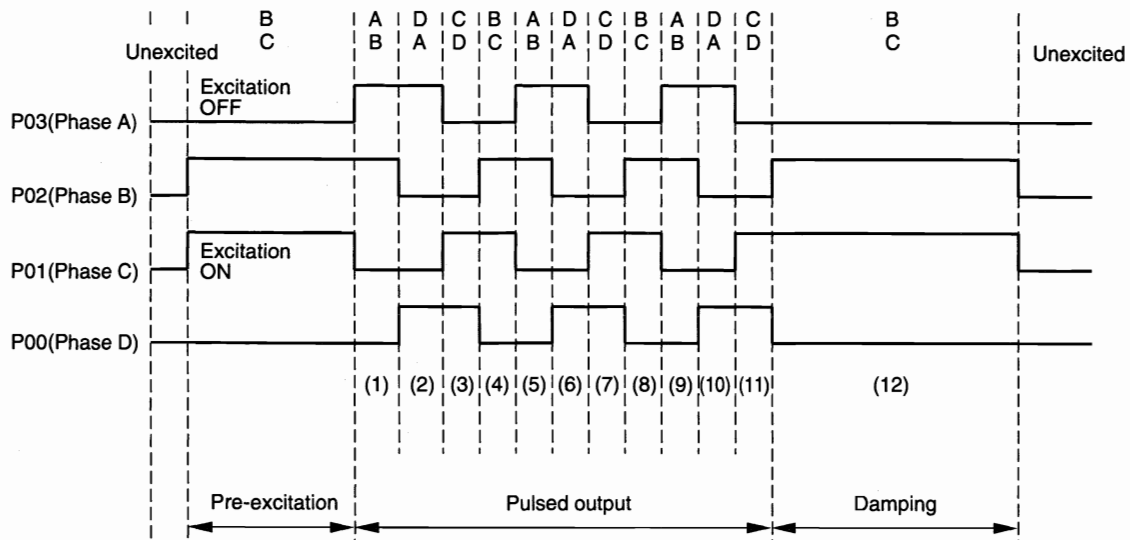 B A D C B A D C B A D C B
C B A D C B A D C B A D C
Unexcited
Unexcited
Excitation
OFF
P03(Phase A)
P02(Phase B)
Excitation
ON
P01(Phase C)
P00(Phase D)
(1) (2) (3) (4) (5) (6) (7) (8) (9) (10) (11) (12)
Pre-excitation Pulsed output Damping